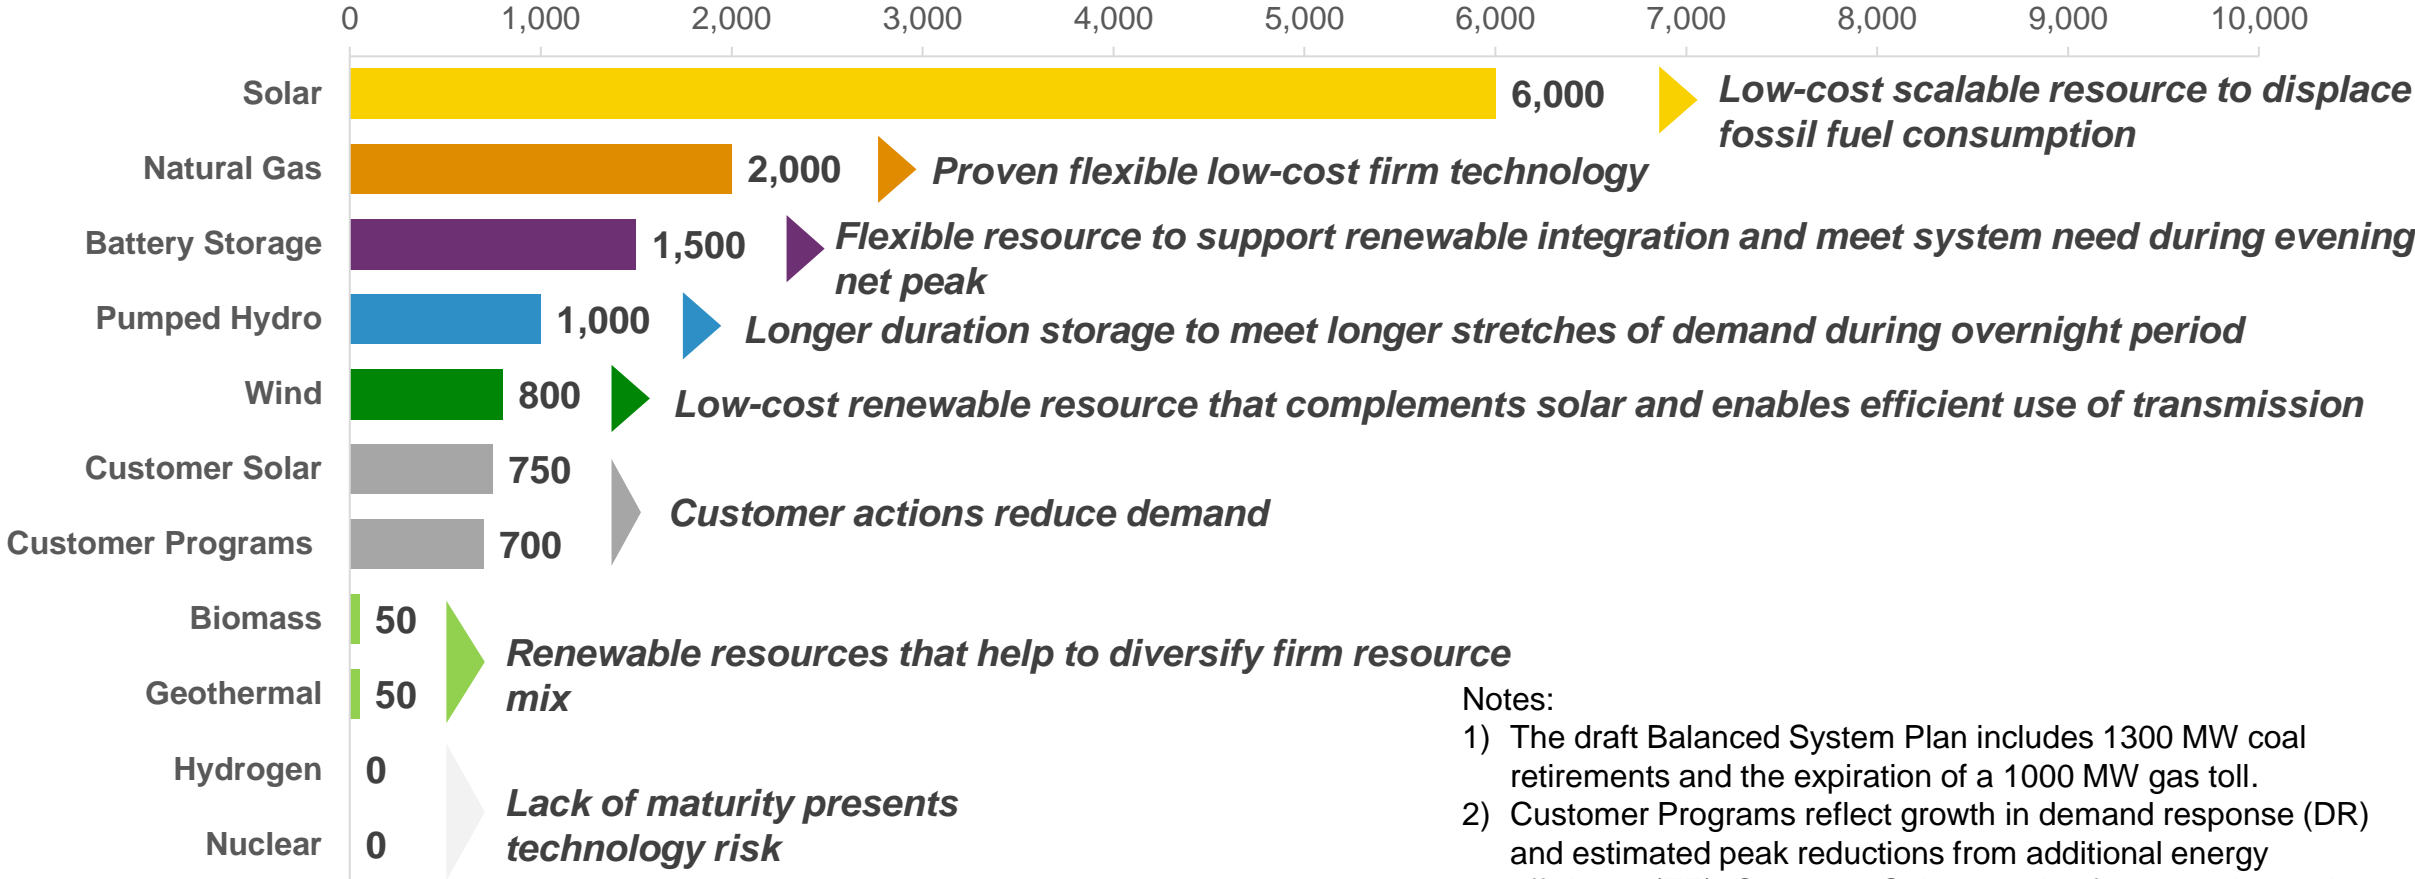 0 1,000 2,000 3,000 4,000 5,000 6,000 7,000 8,000 9,000 10,000
Solar 6,000 Low-cost scalable resource to displace
fossil fuel consumption
Natural Gas 2,000 Proven flexible low-cost firm technology
Battery Storage 1,500 Flexible resource to support renewable integration and meet system need during evening
net peak
Pumped Hydro 1,000 Longer duration storage to meet longer stretches of demand during overnight period
Wind 800 Low-cost renewable resource that complements solar and enables efficient use of transmission
Customer Solar 750
Customer actions reduce demand
Customer Programs 700
Biomass 50
Renewable resources that help to diversify firm resource
mix
Geothermal 50
Hydrogen 0
Lack of maturity presents
technology risk
Nuclear 0
Notes:
1) The draft Balanced System Plan includes 1300 MW coal
retirements and the expiration of a 1000 MW gas toll.
2) Customer Programs reflect growth in demand response (DR)
and estimated peak reductions from additional energy